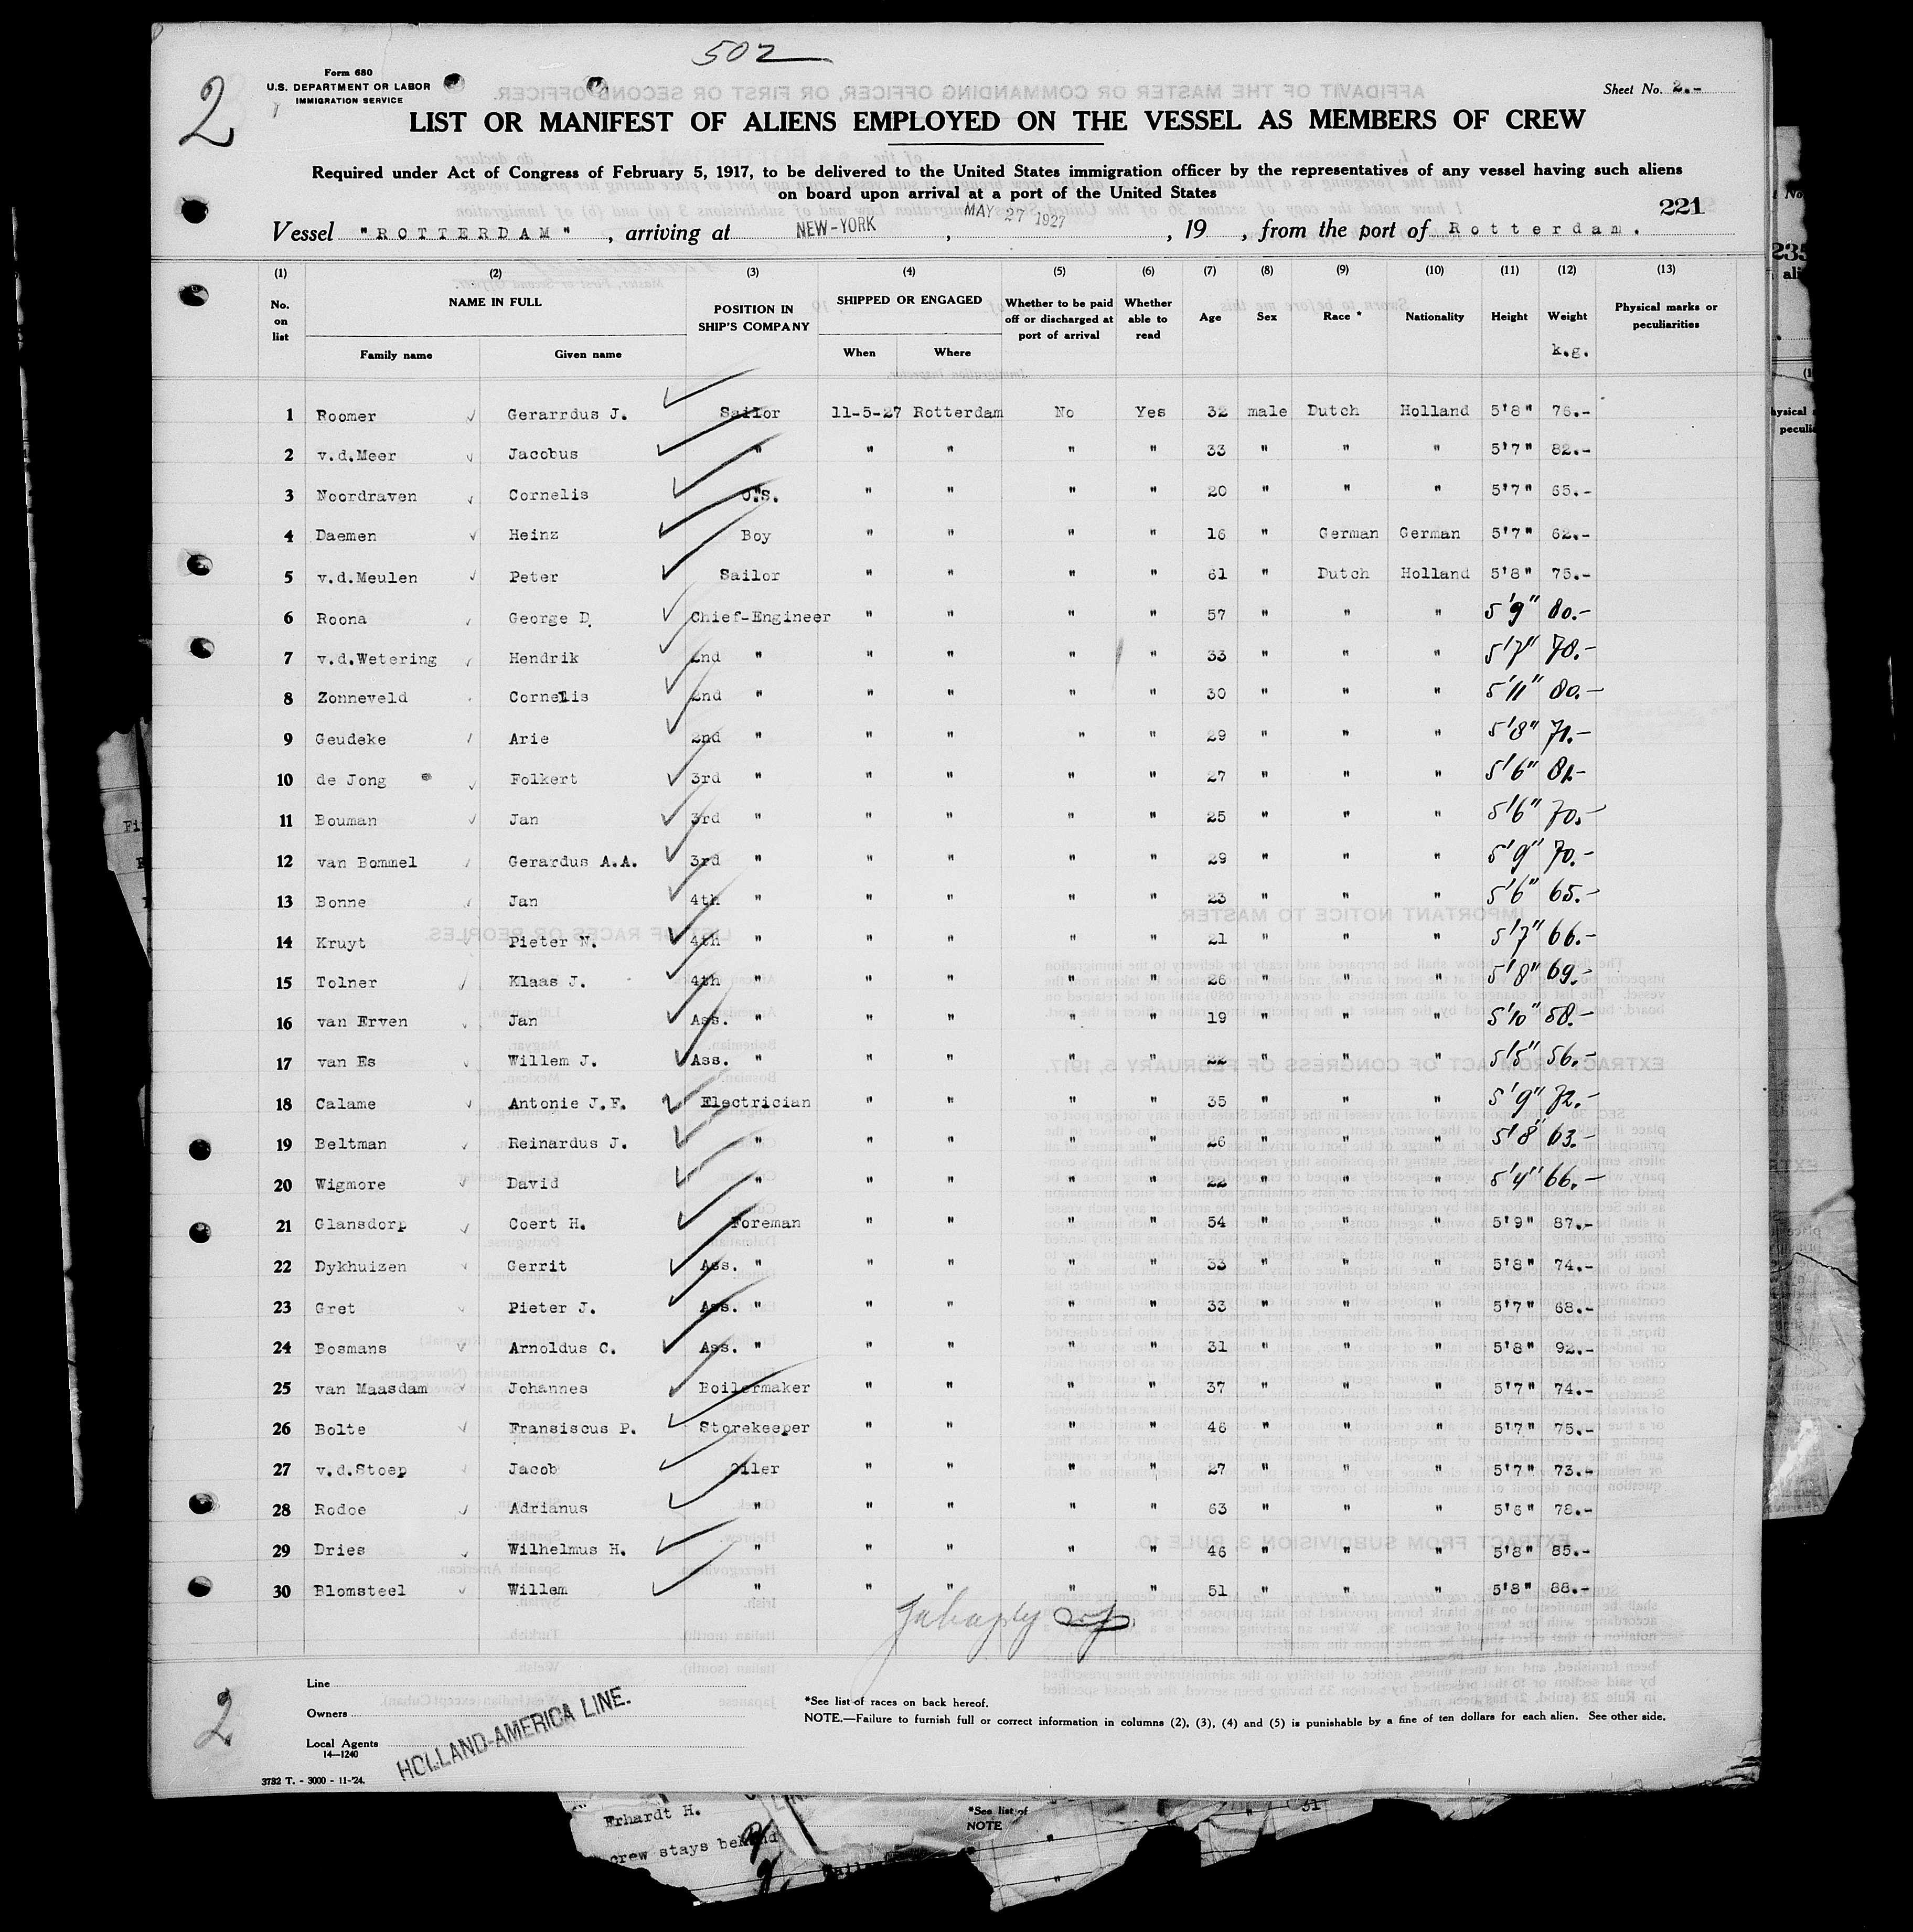 502
2
Form 680
U.S. DEPARTMENT OR LABOR
IMMIGRATION SERVICE
Sheet No. 2.-
LIST OR MANIFEST OF ALIENS EMPLOYED ON THE VESSEL AS MEMBERS OF CREW
Required under Act of Congress of February 5, 1917, to be delivered to the United States immigration officer by the representatives of any vessel having such aliens
on board upon arrival at a port of the United States
221
Vessel "ROTTERDAM", arriving at NEW-YORK, MAY 27 1927, 19 , from the port of Rotterdam.
(1) (2) (3) (4) (5) (6) (7) (8) (9) (10) (11) (12) (13)
No. on list NAME IN FULL Family name Given name POSITION IN SHIP'S COMPANY SHIPPED OR ENGAGED When Where Whether to be paid off or discharged at port of arrival Whether able to read Age Sex Race * Nationality Height Weight k.g. Physical marks or peculiarities
1 Roomer Gerarrdus J. Sailor 11-5-27 Rotterdam No Yes 32 male Dutch Holland 5'8" 76.-
2 v.d.Meer Jacobus " " " " " 33 " " " 5'7" 82.-
3 Noordraven Cornelis O.S. " " " " 20 " " " 5'7" 65.-
4 Daemen Heinz Boy " " " " 16 " German German 5'7" 62.-
5 v.d.Meulen Peter Sailor " " " " 61 " Dutch Holland 5'8" 75.-
6 Roona George D. Chief-Engineer " " " " 57 " " " 5'9" 80.-
7 v.d.Wetering Hendrik 2nd " " " " " 33 " " " 5'7" 78.-
8 Zonneveld Cornelis 2nd " " " " " 30 " " " 5'11" 80.-
9 Geudeke Arie 2nd " " " " " 29 " " " 5'8" 71.-
10 de Jong Folkert 3rd " " " " " 27 " " " 5'6" 81.-
11 Bouman Jan 3rd " " " " " 25 " " " 5'6" 70.-
12 van Bommel Gerardus A.A. 3rd " " " " " 29 " " " 5'9" 70.-
13 Bonne Jan 4th " " " " " 23 " " " 5'6" 65.-
14 Kruyt Pieter N. 4th " " " " " 21 " " " 5'7" 66.-
15 Tolner Klaas J. 4th " " " " " 26 " " " 5'8" 69.-
16 van Erven Jan Ass. " " " " " 19 " " " 5'10" 58.-
17 van Es Willem J. Ass. " " " " " 22 " " " 5'5" 56.-
18 Calame Antonie J.F. Electrician " " " " 35 " " " 5'9" 72.-
19 Beltman Reinardus J. " " " " " 26 " " " 5'8" 63.-
20 Wigmore David " " " " " 22 " " " 5'4" 66.-
21 Glansdorp Coert H. Foreman " " " " 54 " " " 5'9" 87.-
22 Dykhuizen Gerrit Ass. " " " " " 33 " " " 5'8" 74.-
23 Gret Pieter J. Ass. " " " " " 33 " " " 5'7" 68.-
24 Bosmans Arnoldus C. Ass. " " " " " 31 " " " 5'8" 92.-
25 van Maasdam Johannes Boilermaker " " " " 37 " " " 5'7" 74.-
26 Bolte Fransiscus P. Storekeeper " " " " 46 " " " 5'7" 75.-
27 v.d.Stoep Jacob Oiler " " " " 27 " " " 5'7" 73.-
28 Rodoe Adrianus " " " " " 63 " " " 5'6" 78.-
29 Dries Wilhelmus H. " " " " " 46 " " " 5'8" 85.-
30 Blomsteel Willem " " " " " 51 " " " 5'8" 88.-
2
Line
Owners
Local Agents
HOLLAND-AMERICA LINE.
14—1240
3732 T. - 3000 - 11-'24.
*See list of races on back hereof.
NOTE.—Failure to furnish full or correct information in columns (2), (3), (4) and (5) is punishable by a fine of ten dollars for each alien. See other side.
Erhardt H.
crew stays behind
*See list of
NOTE
31